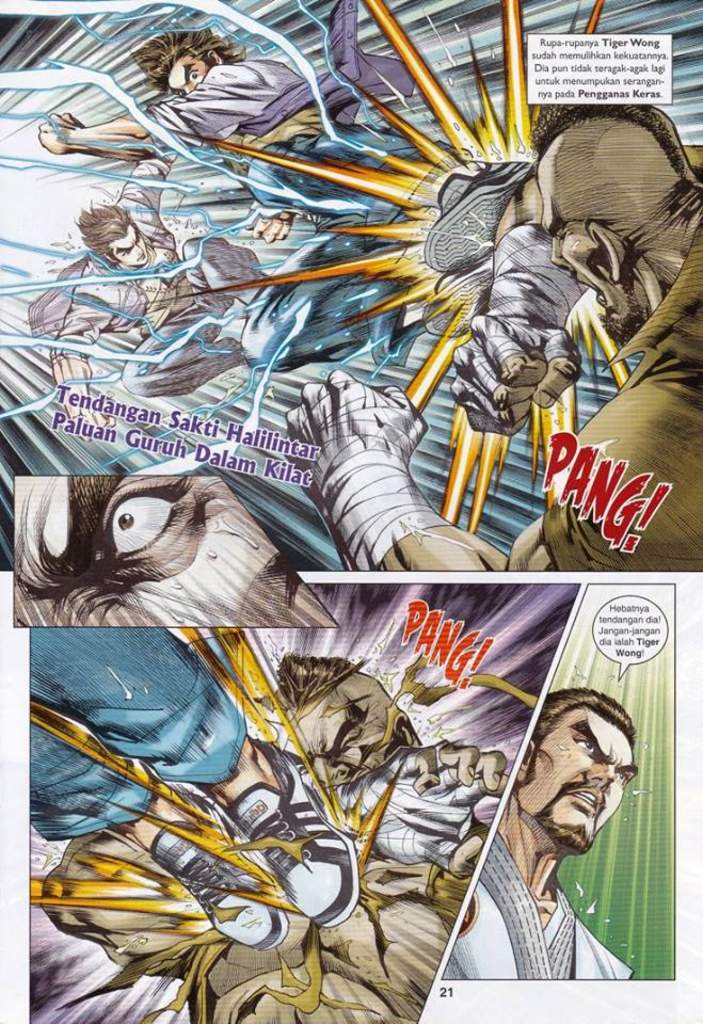 Rupa-rupanya Tiger Wong
sudah memulihkan kekuatannya.
Dia pun tidak teragak-agak lagi
untuk menumpukan serangan-
nya pada Pengganas Keras.
Tendangan Sakti Halilintar
Paluan Guruh Dalam Kilat
PANG!
PANG!
Hebatnya
tendangan dia!
Jangan-jangan
dia ialah Tiger
Wong!
21